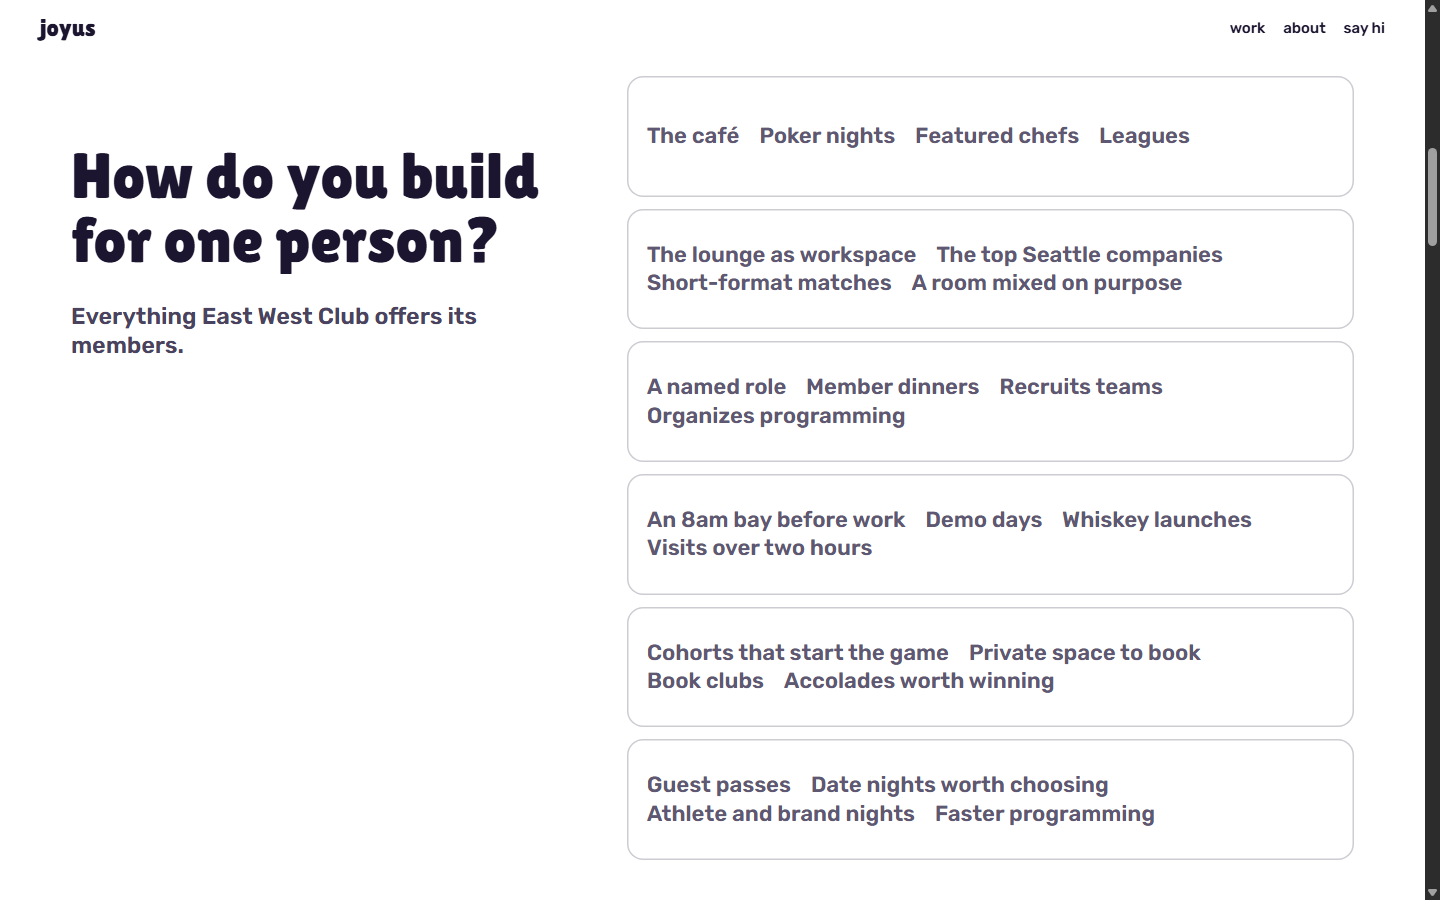 joyus
work about say hi
How do you build
for one person?
Everything East West Club offers its
members.
The café Poker nights Featured chefs Leagues
The lounge as workspace The top Seattle companies
Short-format matches A room mixed on purpose
A named role Member dinners Recruits teams
Organizes programming
An 8am bay before work Demo days Whiskey launches
Visits over two hours
Cohorts that start the game Private space to book
Book clubs Accolades worth winning
Guest passes Date nights worth choosing
Athlete and brand nights Faster programming